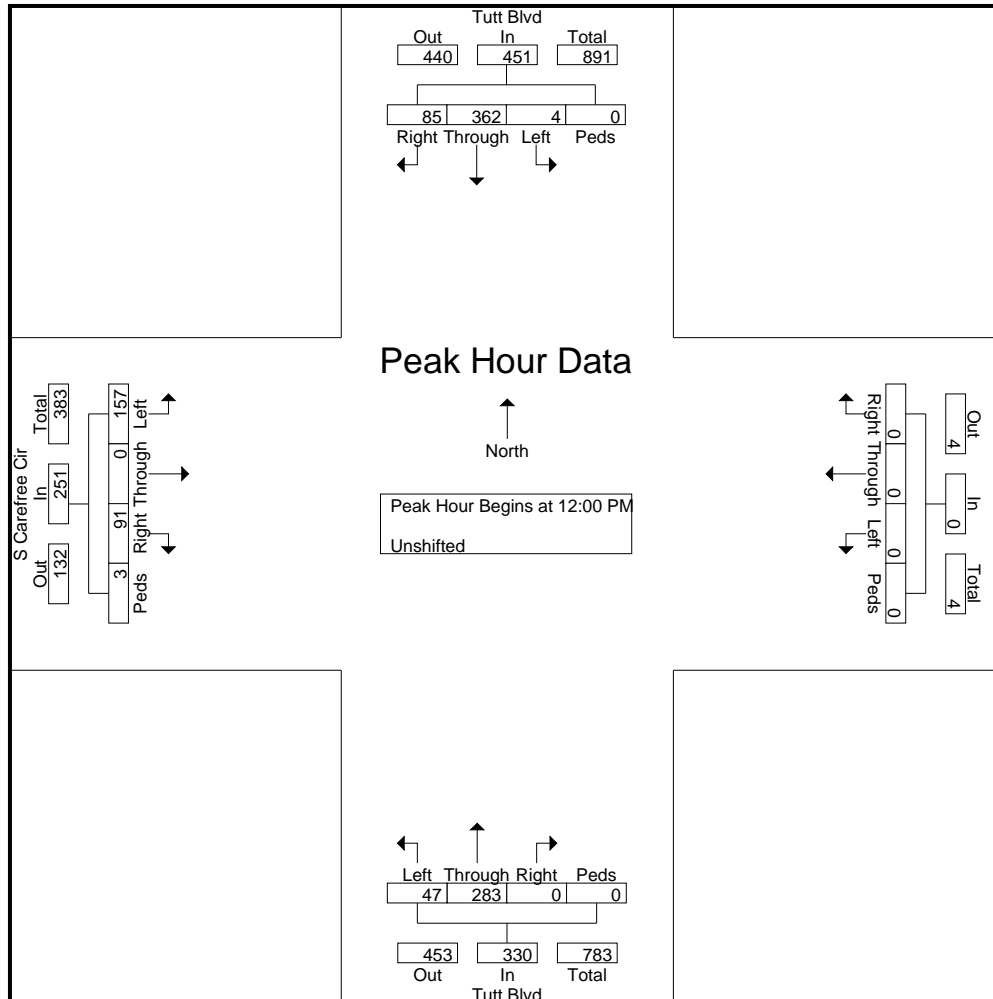 Tutt Blvd
Out In Total
440 451 891
85 362 4 0
Right Through Left Peds
Peak Hour Data
North
Peak Hour Begins at 12:00 PM
Unshifted
S Carefree Cir
Out In Total
132 251 383
Left Through Right Peds
157 0 91 3
Out In Total
4 0 4
Right Through Left Peds
0 0 0 0
Left Through Right Peds
47 283 0 0
453 330 783
Out In Total
Tutt Blvd